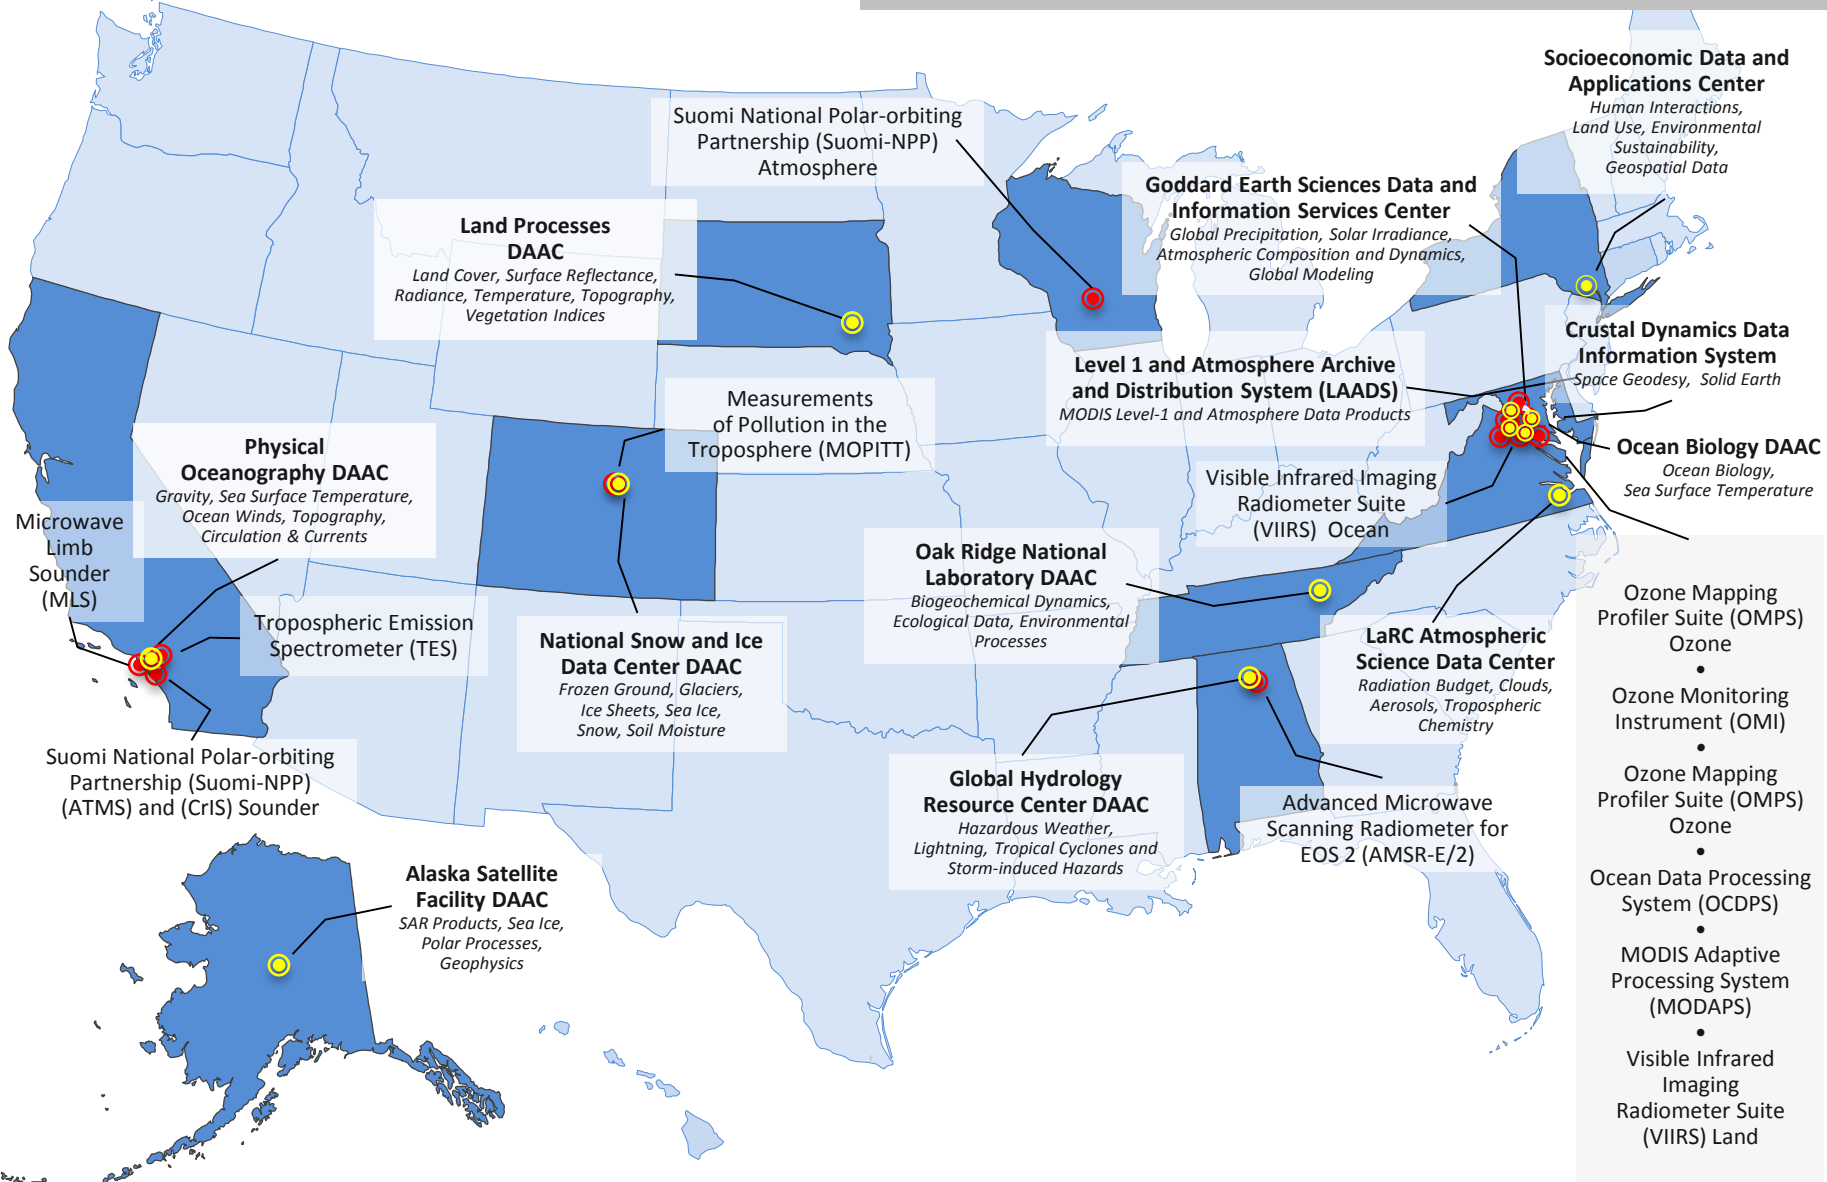 Socioeconomic Data and
Applications Center
Human Interactions,
Land Use, Environmental
Sustainability,
Geospatial Data
Suomi National Polar-orbiting
Partnership (Suomi-NPP)
Atmosphere
Goddard Earth Sciences Data and
Information Services Center
Global Precipitation, Solar Irradiance,
Atmospheric Composition and Dynamics,
Global Modeling
Land Processes
DAAC
Land Cover, Surface Reflectance,
Radiance, Temperature, Topography,
Vegetation Indices
Crustal Dynamics Data
Information System
Space Geodesy, Solid Earth
Level 1 and Atmosphere Archive
and Distribution System (LAADS)
MODIS Level-1 and Atmosphere Data Products
Measurements
of Pollution in the
Troposphere (MOPITT)
Physical
Oceanography DAAC
Gravity, Sea Surface Temperature,
Ocean Winds, Topography,
Circulation & Currents
Ocean Biology DAAC
Ocean Biology,
Sea Surface Temperature
Visible Infrared Imaging
Radiometer Suite
(VIIRS) Ocean
Microwave
Limb
Sounder
(MLS)
Oak Ridge National
Laboratory DAAC
Biogeochemical Dynamics,
Ecological Data, Environmental
Processes
Tropospheric Emission
Spectrometer (TES)
National Snow and Ice
Data Center DAAC
Frozen Ground, Glaciers,
Ice Sheets, Sea Ice,
Snow, Soil Moisture
LaRC Atmospheric
Science Data Center
Radiation Budget, Clouds,
Aerosols, Tropospheric
Chemistry
Suomi National Polar-orbiting
Partnership (Suomi-NPP)
(ATMS) and (CrIS) Sounder
Global Hydrology
Resource Center DAAC
Hazardous Weather,
Lightning, Tropical Cyclones and
Storm-induced Hazards
Advanced Microwave
Scanning Radiometer for
EOS 2 (AMSR-E/2)
Alaska Satellite
Facility DAAC
SAR Products, Sea Ice,
Polar Processes,
Geophysics
Ozone Mapping
Profiler Suite (OMPS)
Ozone
•
Ozone Monitoring
Instrument (OMI)
•
Ozone Mapping
Profiler Suite (OMPS)
Ozone
•
Ocean Data Processing
System (OCDPS)
•
MODIS Adaptive
Processing System
(MODAPS)
•
Visible Infrared
Imaging
Radiometer Suite
(VIIRS) Land